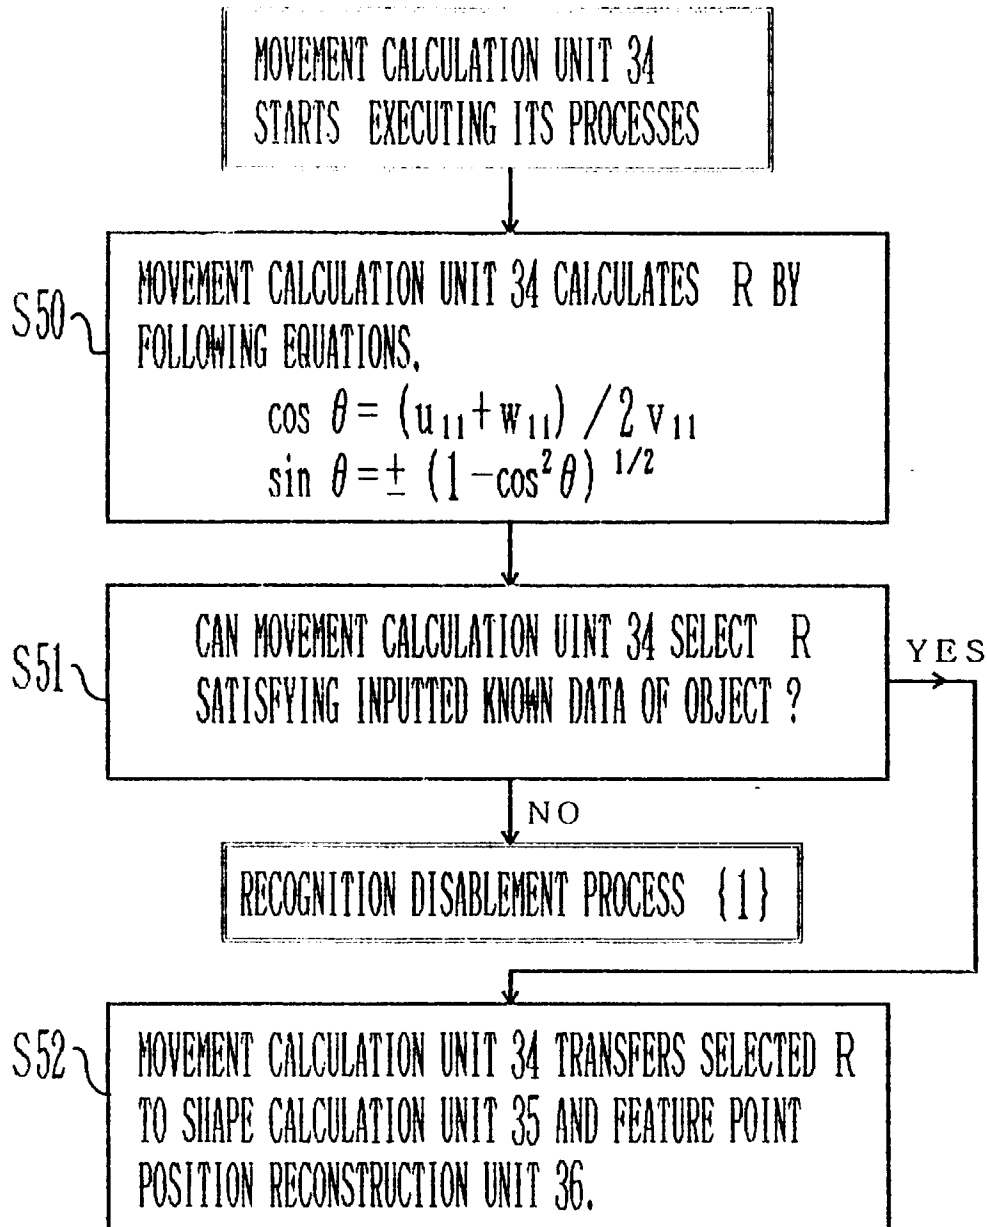 MOVEMENT CALCULATION UNIT 34
STARTS EXECUTING ITS PROCESSES
S50
MOVEMENT CALCULATION UNIT 34 CALCULATES R BY
FOLLOWING EQUATIONS.
cos θ = (u₁₁+w₁₁) / 2 v₁₁
sin θ = ± (1 −cos² θ) ^1/2
S51
CAN MOVEMENT CALCULATION UINT 34 SELECT R
SATISFYING INPUTTED KNOWN DATA OF OBJECT ?
YES
NO
RECOGNITION DISABLEMENT PROCESS {1}
S52
MOVEMENT CALCULATION UNIT 34 TRANSFERS SELECTED R
TO SHAPE CALCULATION UNIT 35 AND FEATURE POINT
POSITION RECONSTRUCTION UNIT 36.